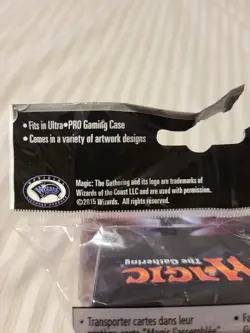 • Fits in Ultra•PRO Gaming Case
• Comes in a variety of artwork designs
Magic: The Gathering and its logo are trademarks of
Wizards of the Coast LLC and are used with permission.
©2015 Wizards. All rights reserved.
MAGIC
The Gathering
• Transporter cartes dans leur
"Magic l'assemblée"